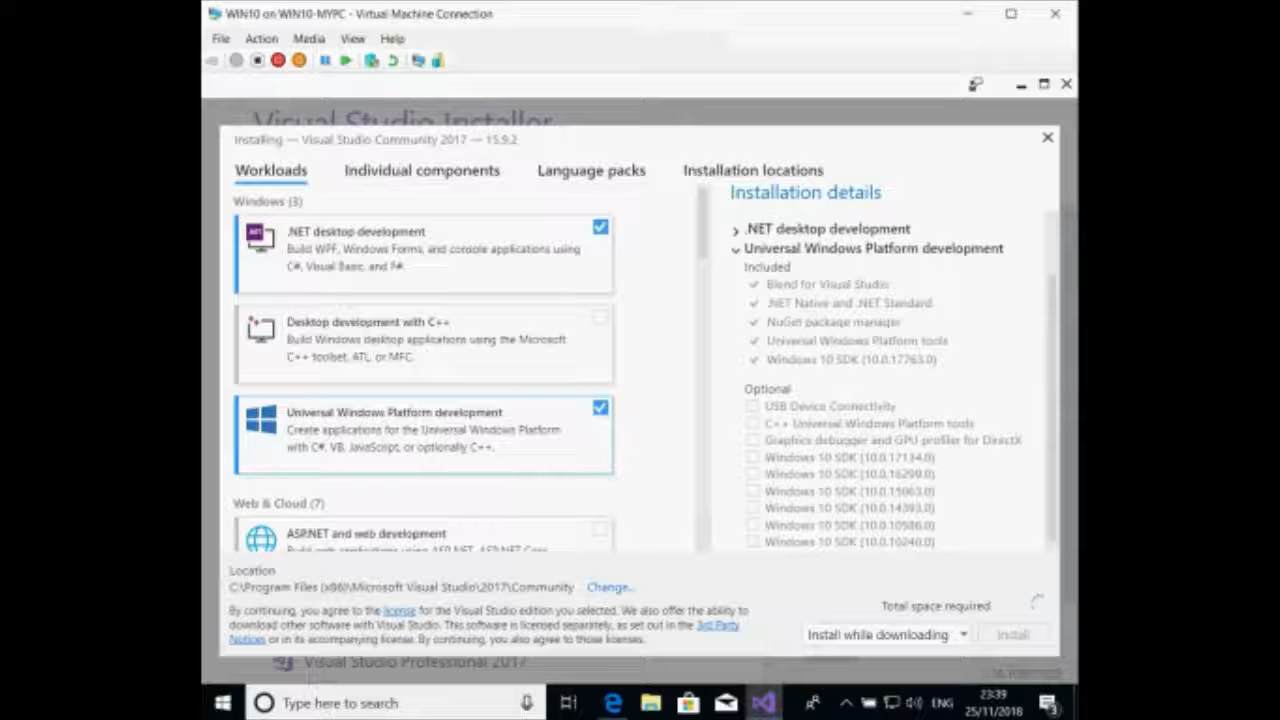 WIN10 on WIN10-MYPC - Virtual Machine Connection
File Action Media View Help
Visual Studio Installer
Installing — Visual Studio Community 2017 — 15.9.2
Workloads Individual components Language packs Installation locations
Windows (3)
.NET desktop development
Build WPF, Windows Forms, and console applications using
C#, Visual Basic, and F#.
Desktop development with C++
Build Windows desktop applications using the Microsoft
C++ toolset, ATL, or MFC.
Universal Windows Platform development
Create applications for the Universal Windows Platform
with C#, VB, JavaScript, or optionally C++.
Web & Cloud (7)
ASP.NET and web development
Build web applications using ASP.NET, ASP.NET Core,
Installation details
.NET desktop development
Universal Windows Platform development
Included
Blend for Visual Studio
.NET Native and .NET Standard
NuGet package manager
Universal Windows Platform tools
Windows 10 SDK (10.0.17763.0)
Optional
USB Device Connectivity
C++ Universal Windows Platform tools
Graphics debugger and GPU profiler for DirectX
Windows 10 SDK (10.0.17134.0)
Windows 10 SDK (10.0.16299.0)
Windows 10 SDK (10.0.15063.0)
Windows 10 SDK (10.0.14393.0)
Windows 10 SDK (10.0.10586.0)
Windows 10 SDK (10.0.10240.0)
Location
C:\Program Files (x86)\Microsoft Visual Studio\2017\Community Change...
By continuing, you agree to the license for the Visual Studio edition you selected. We also offer the ability to
download other software with Visual Studio. This software is licensed separately, as set out in the 3rd Party
Notices or in its accompanying license. By continuing, you also agree to those licenses.
Total space required
Install while downloading Install
Visual Studio Professional 2017
Type here to search
ENG
23:39
25/11/2018
3